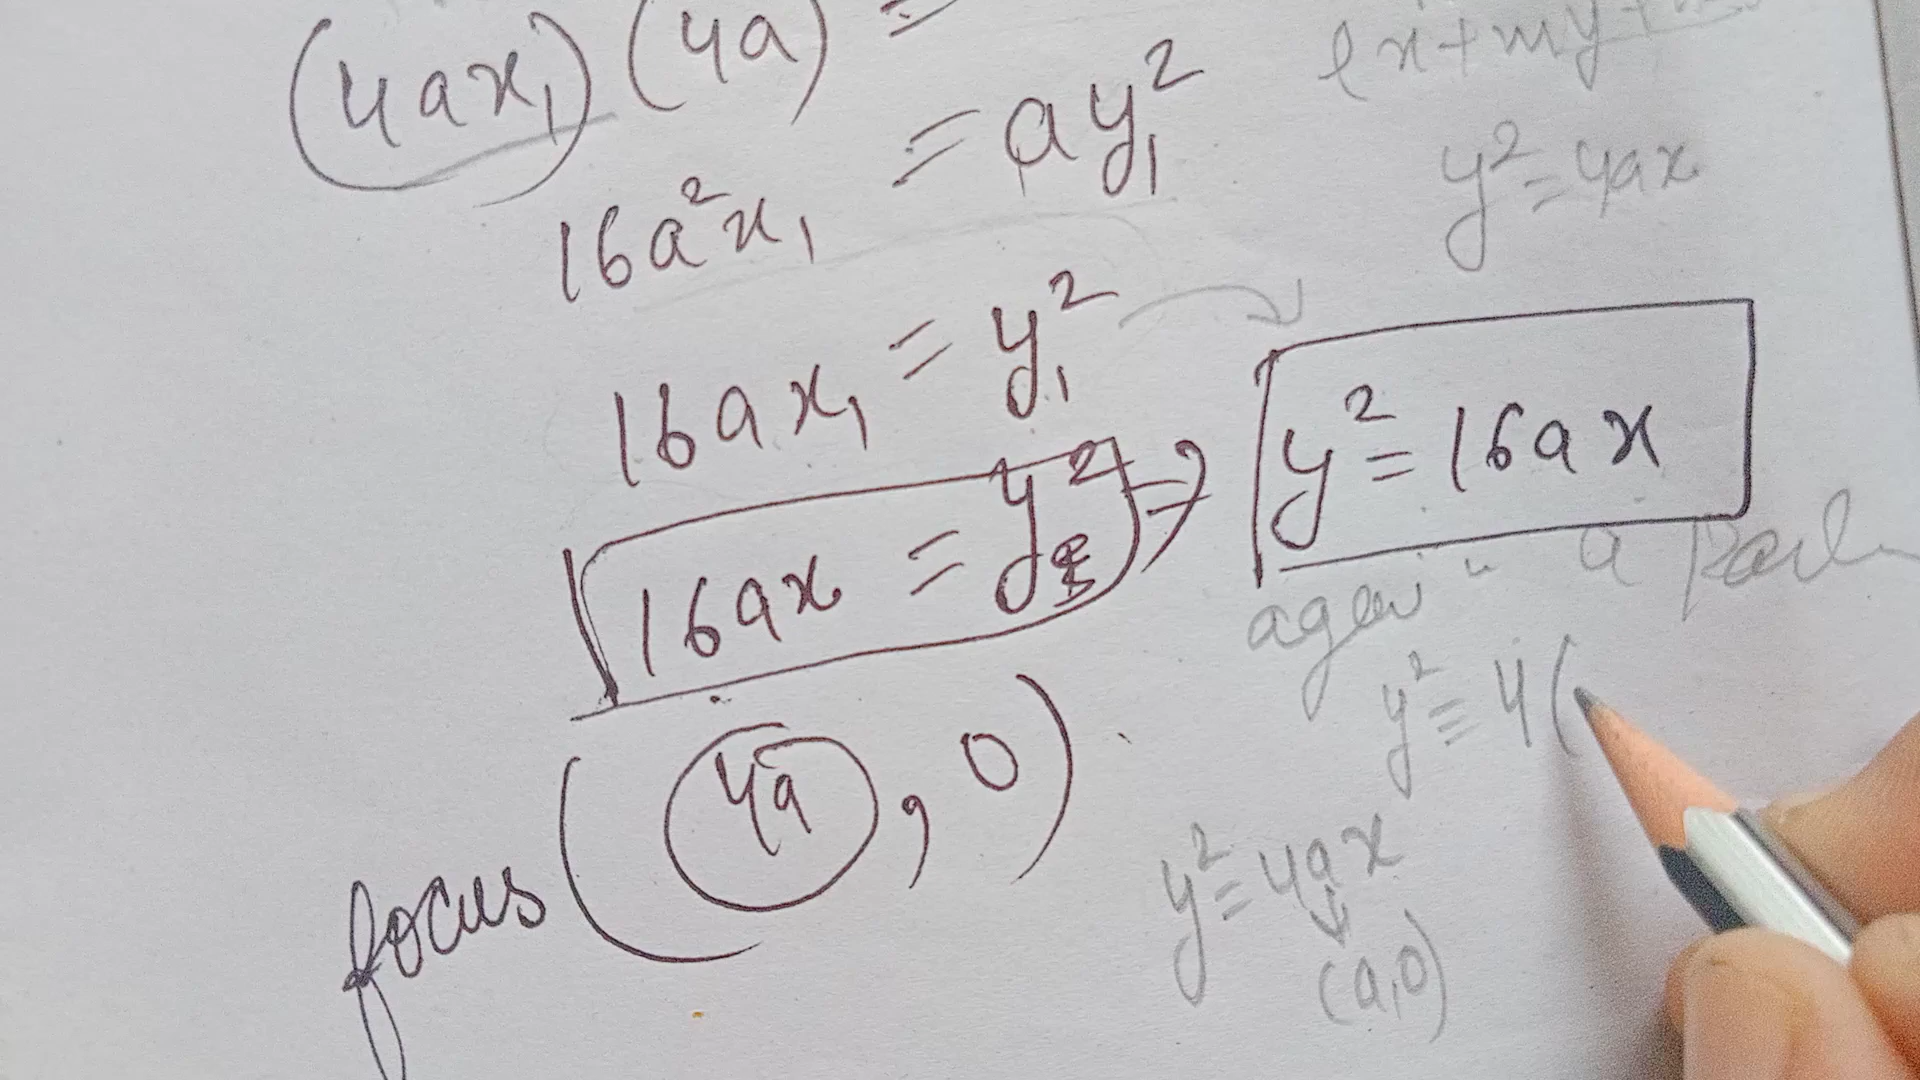 (4ax₁)(4a) =
lx+my+
= ay₁²
y²=4ax
16a²x₁
16ax₁ = y₁²
y² = 16ax
16ax = y² ⇒
a
y² = 4(
focus (4a, 0)
y² = 4ax
(a,0)